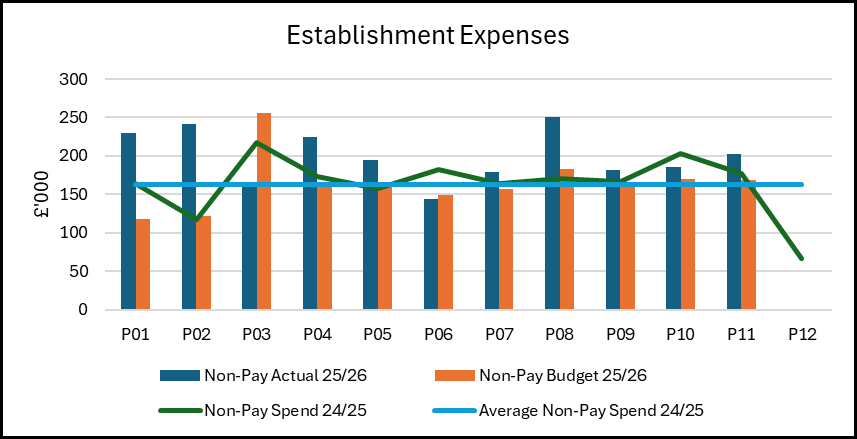 Establishment Expenses
£'000
300
250
200
150
100
50
0
P01 P02 P03 P04 P05 P06 P07 P08 P09 P10 P11 P12
Non-Pay Actual 25/26 Non-Pay Budget 25/26
Non-Pay Spend 24/25 Average Non-Pay Spend 24/25